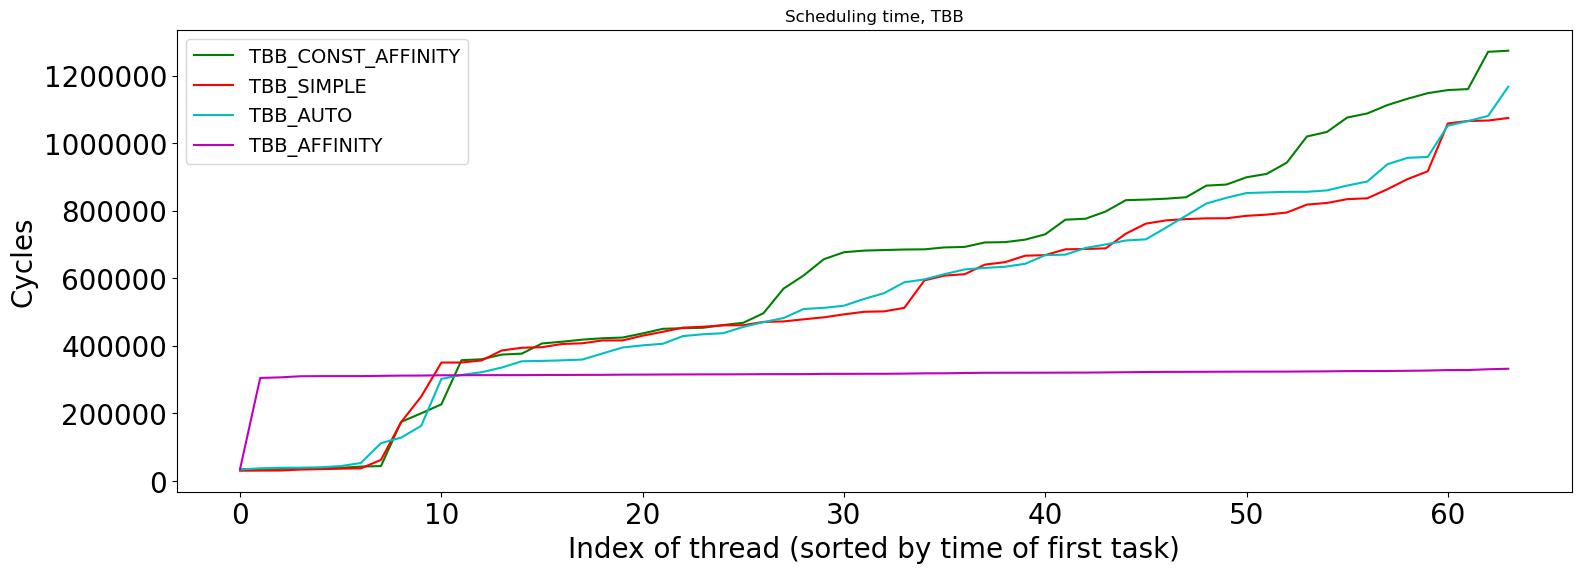 Scheduling time, TBB
TBB_CONST_AFFINITY
TBB_SIMPLE
TBB_AUTO
TBB_AFFINITY
Cycles
1200000
1000000
800000
600000
400000
200000
0
0 10 20 30 40 50 60
Index of thread (sorted by time of first task)